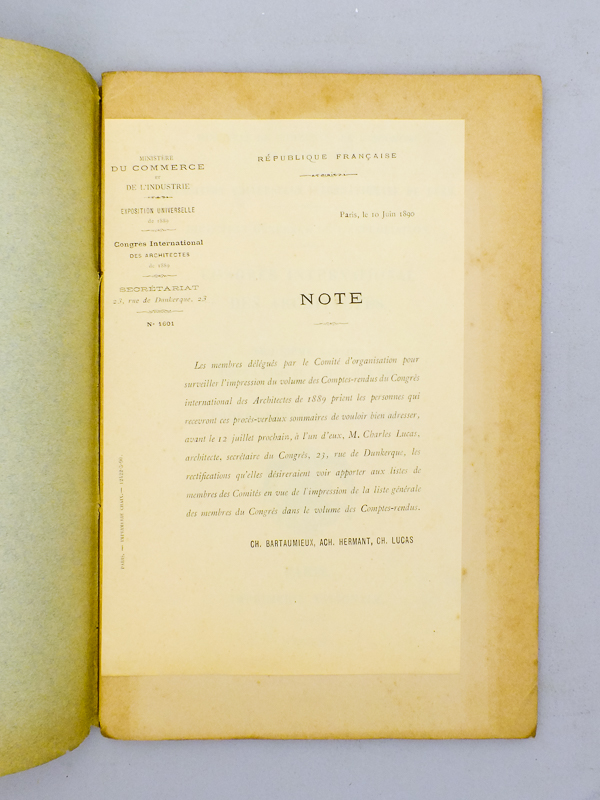 MINISTÈRE
DU COMMERCE
ET
DE L'INDUSTRIE
EXPOSITION UNIVERSELLE
de 1889
Congrès International
DES ARCHITECTES
de 1889
SECRÉTARIAT
23, rue de Dunkerque, 23
N° 5601
RÉPUBLIQUE FRANÇAISE
Paris, le 10 Juin 1890
NOTE
Les membres délégués par le Comité d'organisation pour
surveiller l'impression du volume des Comptes-rendus du Congrès
international des Architectes de 1889 prient les personnes qui
recevront ces procès-verbaux sommaires de vouloir bien adresser,
avant le 12 juillet prochain, à l'un d'eux, M. Charles Lucas,
architecte, secrétaire du Congrès, 23, rue de Dunkerque, les
rectifications qu'elles désireraient voir apporter aux listes de
membres des Comités en vue de l'impression de la liste générale
des membres du Congrès dans le volume des Comptes-rendus.
CH. BARTAUMIEUX, ACH. HERMANT, CH. LUCAS